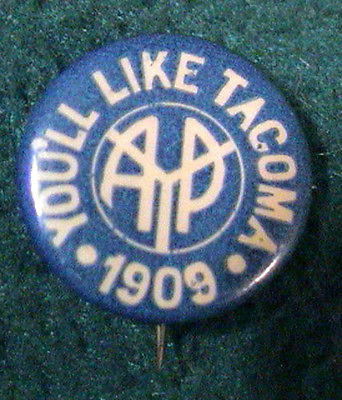 YOU'LL LIKE TACOMA
AYP
• 1909 •